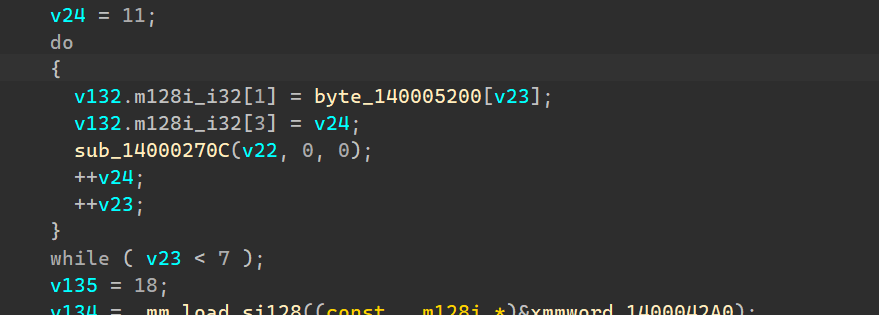 v24 = 11;
do
{
v132.m128i_i32[1] = byte_140005200[v23];
v132.m128i_i32[3] = v24;
sub_14000270C(v22, 0, 0);
++v24;
++v23;
}
while ( v23 < 7 );
v135 = 18;
v134 = _mm_load_si128((const __m128i *)&xmmword_1400042A0);